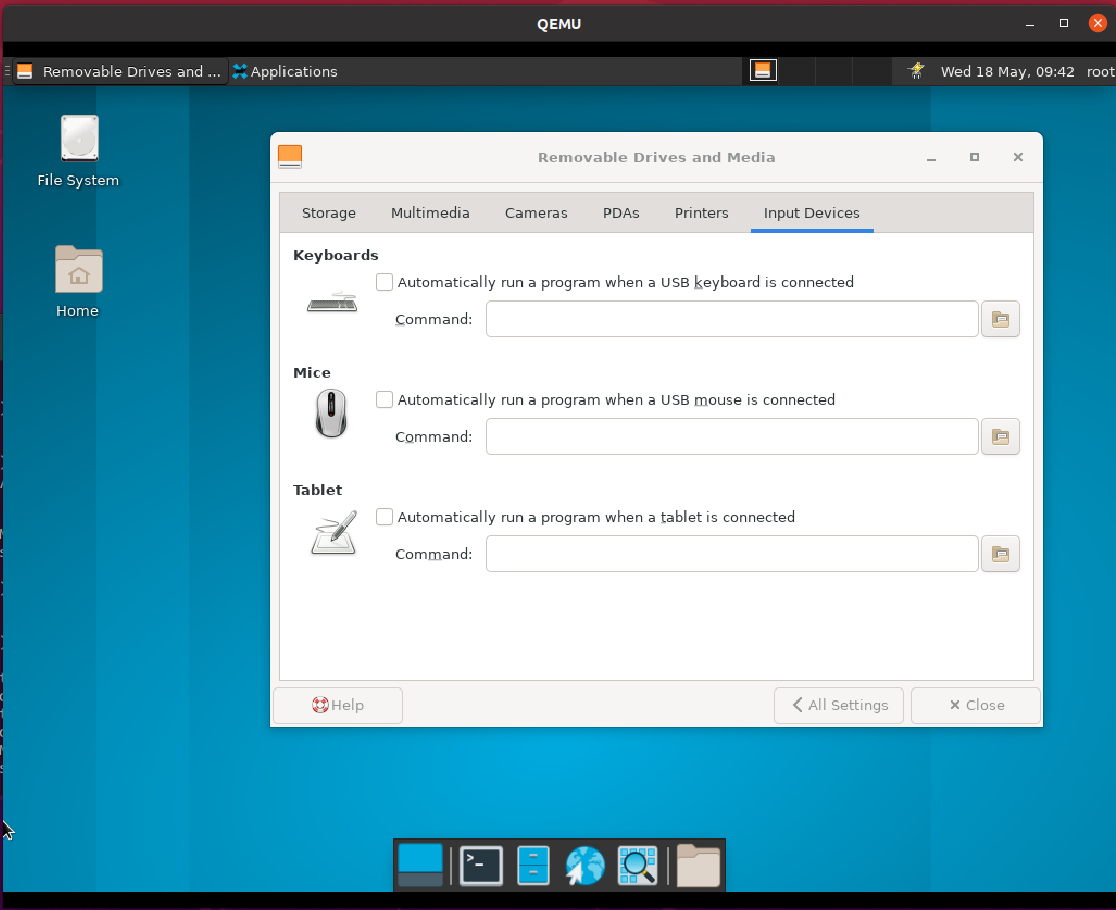 QEMU
Removable Drives and ...
Applications
Wed 18 May, 09:42
root
File System
Home
Removable Drives and Media
Storage
Multimedia
Cameras
PDAs
Printers
Input Devices
Keyboards
Automatically run a program when a USB keyboard is connected
Command:
Mice
Automatically run a program when a USB mouse is connected
Command:
Tablet
Automatically run a program when a tablet is connected
Command:
Help
All Settings
Close